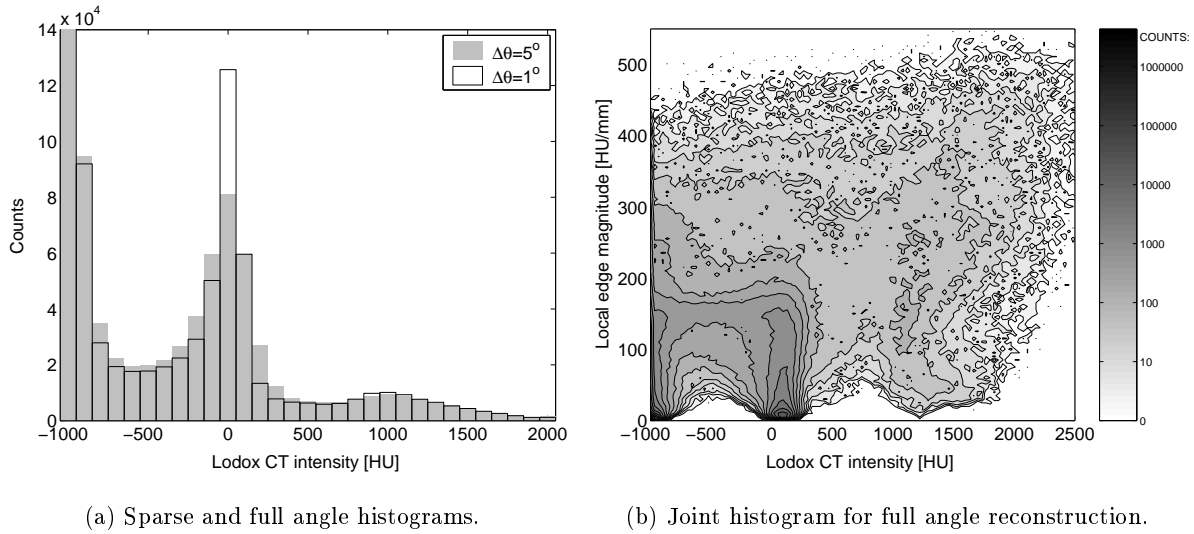 x 10⁴
14
12
10
8
6
4
2
0
Counts
−1000 −500 0 500 1000 1500 2000
Lodox CT intensity [HU]
Δθ=5°
Δθ=1°
(a) Sparse and full angle histograms.
500
400
300
200
100
0
Local edge magnitude [HU/mm]
−1000 −500 0 500 1000 1500 2000 2500
Lodox CT intensity [HU]
COUNTS:
1000000
100000
10000
1000
100
10
0
(b) Joint histogram for full angle reconstruction.